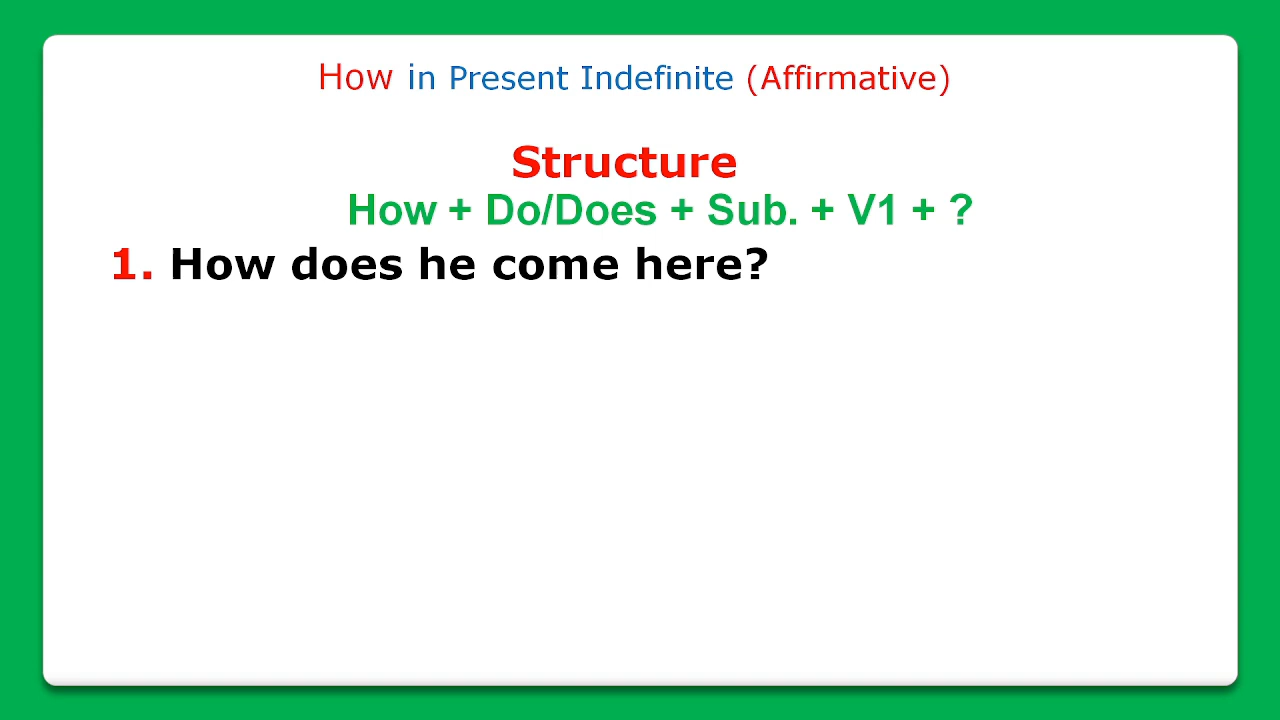 How in Present Indefinite (Affirmative)
Structure
How + Do/Does + Sub. + V1 + ?
1. How does he come here?